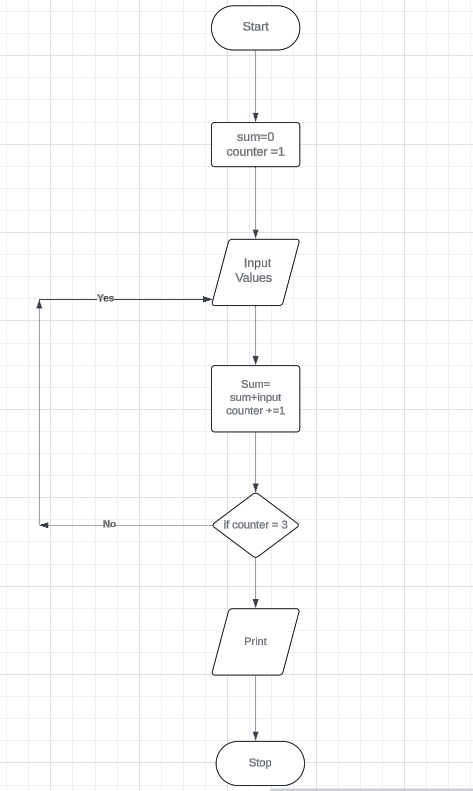 Start
sum=0
counter =1
Input
Values
Yes
Sum=
sum+input
counter +=1
No
if counter = 3
Print
Stop